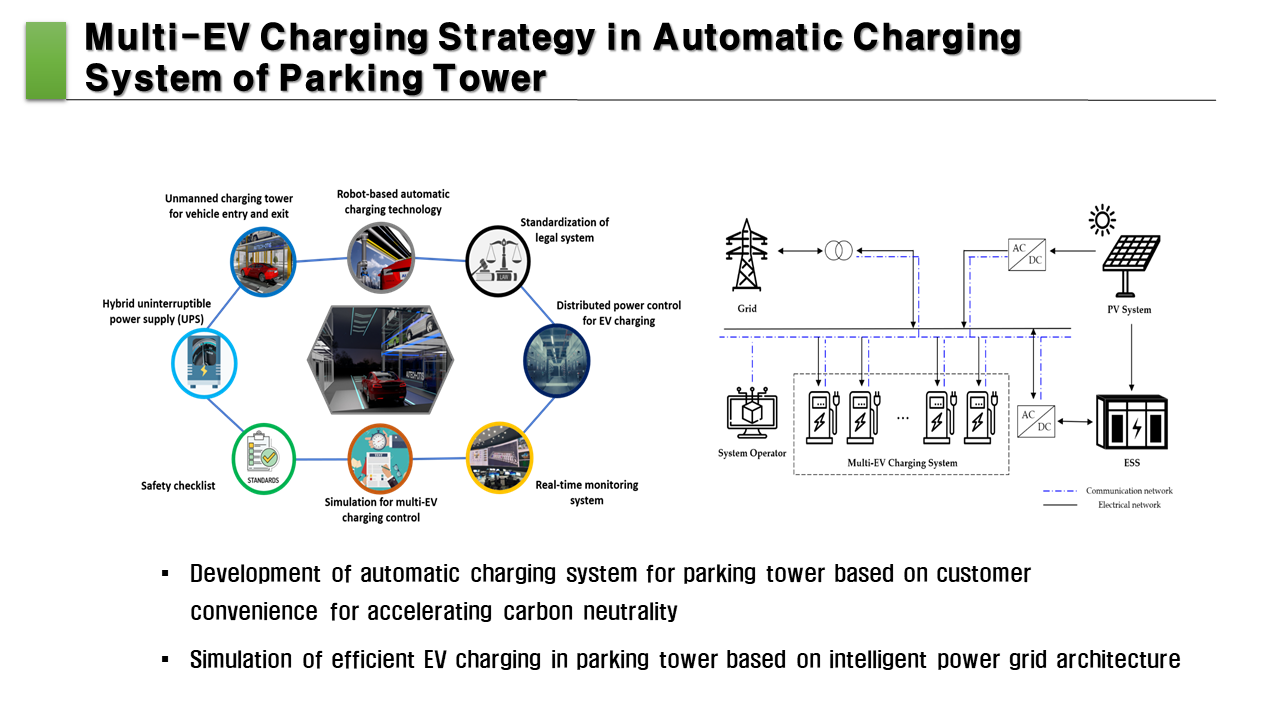 Multi-EV Charging Strategy in Automatic Charging
System of Parking Tower
Unmanned charging tower
for vehicle entry and exit
Robot-based automatic
charging technology
Standardization of
legal system
LAW
Hybrid uninterruptible
power supply (UPS)
Distributed power control
for EV charging
Safety checklist
STANDARDS
Simulation for multi-EV
charging control
Real-time monitoring
system
Grid
AC
DC
PV System
System Operator
...
Multi-EV Charging System
AC
DC
ESS
Communication network
Electrical network
▪ Development of automatic charging system for parking tower based on customer
convenience for accelerating carbon neutrality
▪ Simulation of efficient EV charging in parking tower based on intelligent power grid architecture